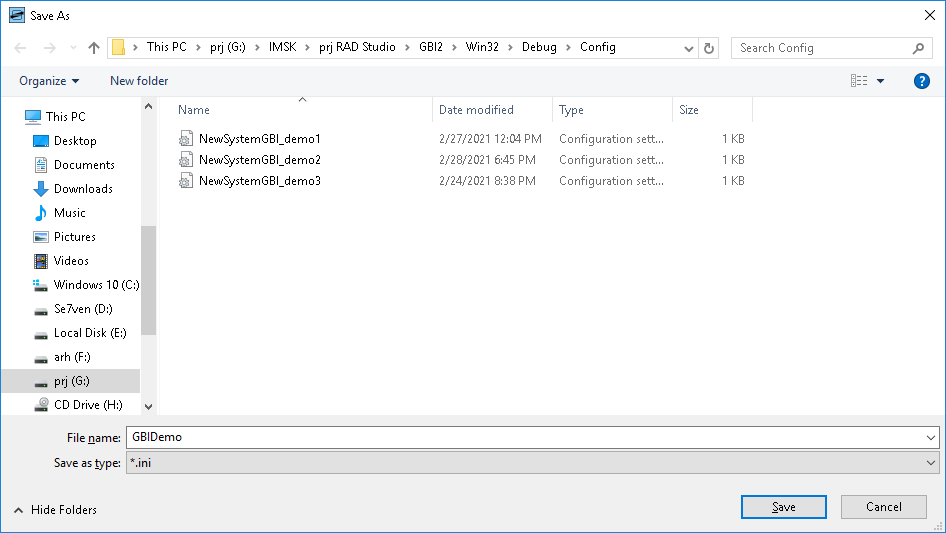 Save As
This PC > prj (G:) > IMSK > prj RAD Studio > GBI2 > Win32 > Debug > Config
Search Config
Organize
New folder
?
This PC
Desktop
Documents
Downloads
Music
Pictures
Videos
Windows 10 (C:)
Se7ven (D:)
Local Disk (E:)
arh (F:)
prj (G:)
CD Drive (H:)
Name Date modified Type Size
NewSystemGBI_demo1 2/27/2021 12:04 PM Configuration sett... 1 KB
NewSystemGBI_demo2 2/28/2021 6:45 PM Configuration sett... 1 KB
NewSystemGBI_demo3 2/24/2021 8:38 PM Configuration sett... 1 KB
File name: GBIDemo
Save as type: *.ini
Hide Folders
Save
Cancel